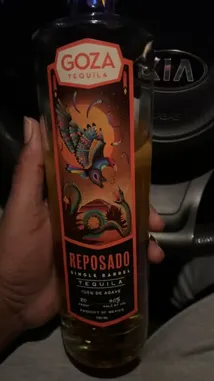 GOZA
TEQUILA
KIA
REPOSADO
SINGLE BARREL
TEQUILA
100% DE AGAVE
PRODUCT OF MEXICO